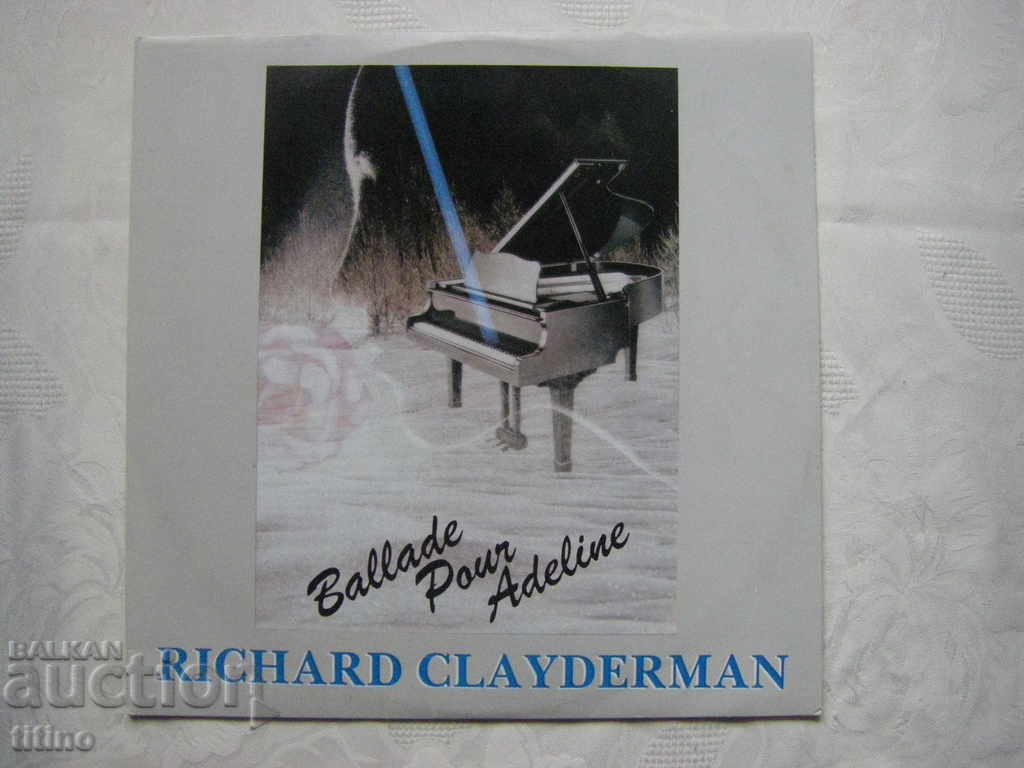 Ballade
Pour
Adeline
RICHARD CLAYDERMAN
BALKAN
auction
titino